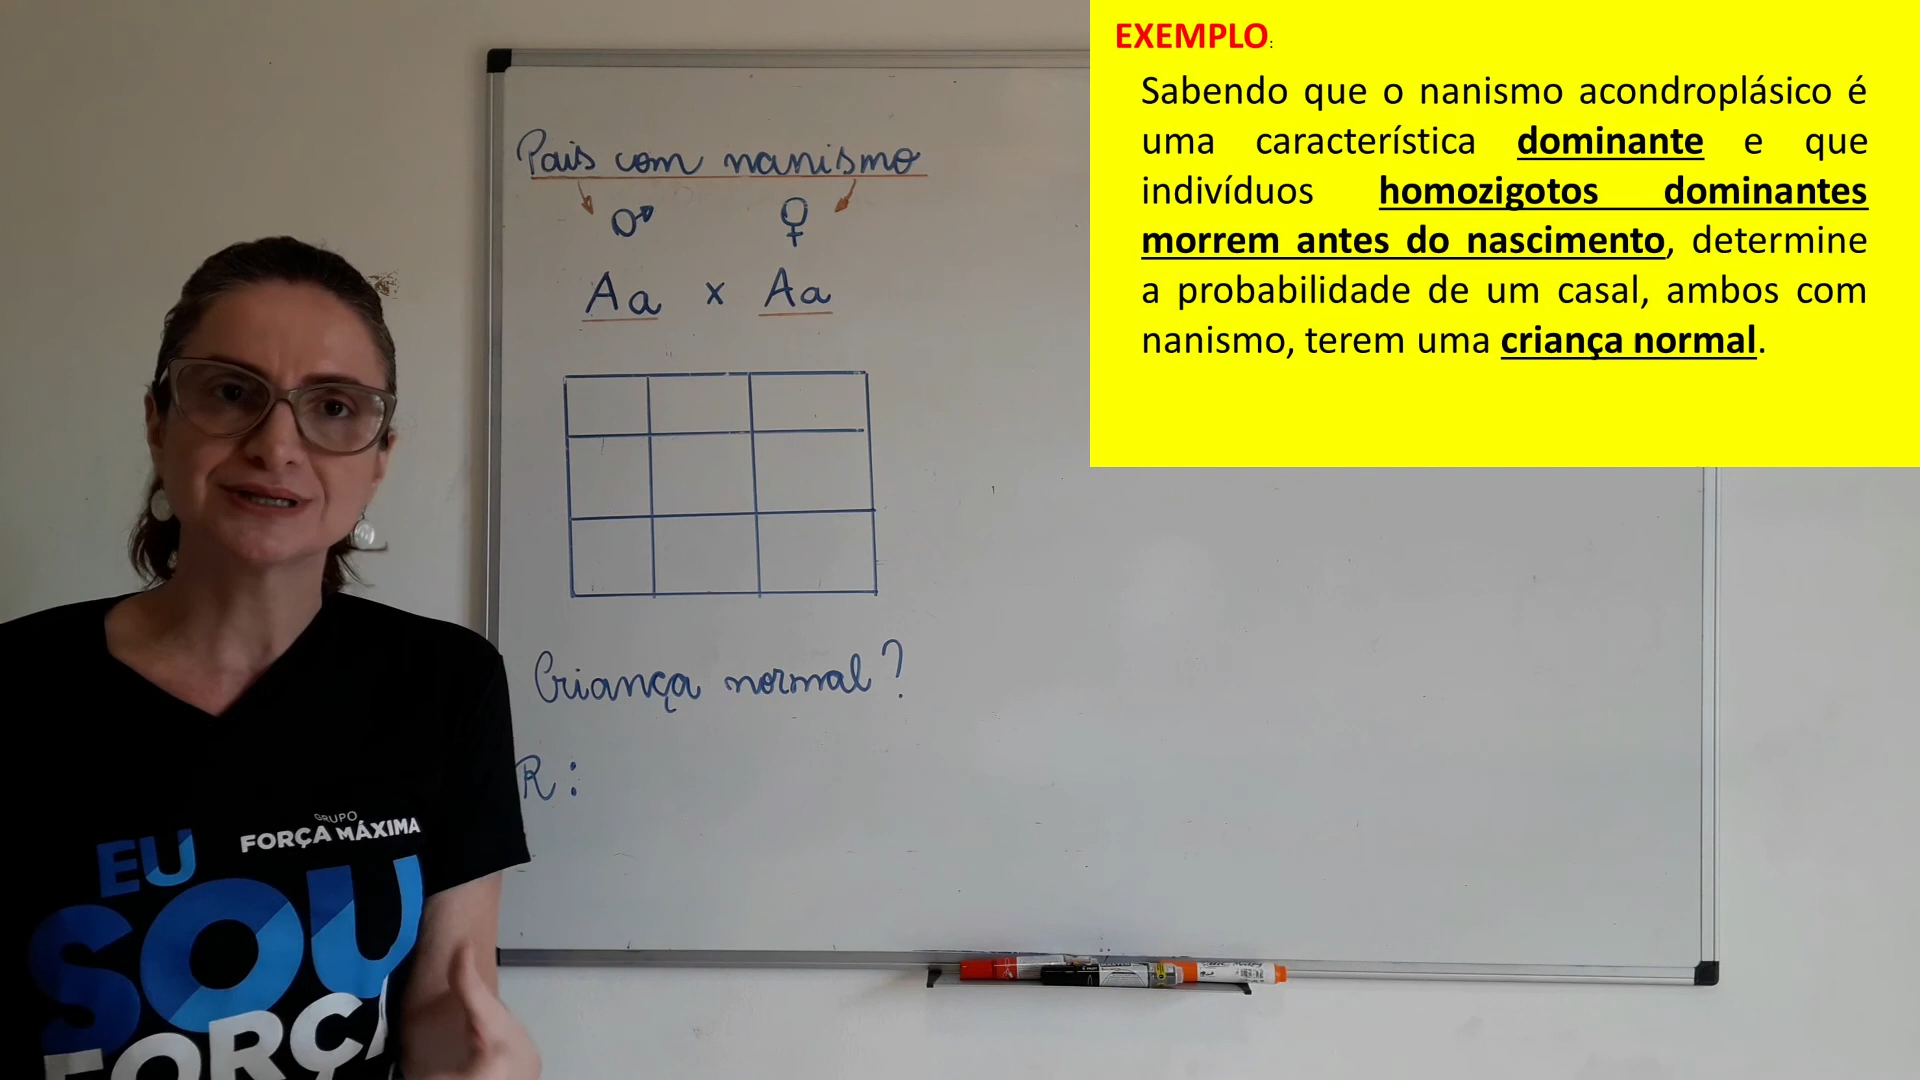 EXEMPLO:
Sabendo que o nanismo acondroplásico é
uma característica dominante e que
indivíduos homozigotos dominantes
morrem antes do nascimento, determine
a probabilidade de um casal, ambos com
nanismo, terem uma criança normal.
Pais com nanismo
♂ ♀
Aa x Aa
Criança normal?
R:
GRUPO
FORÇA MÁXIMA
EU
SOU
FORÇA